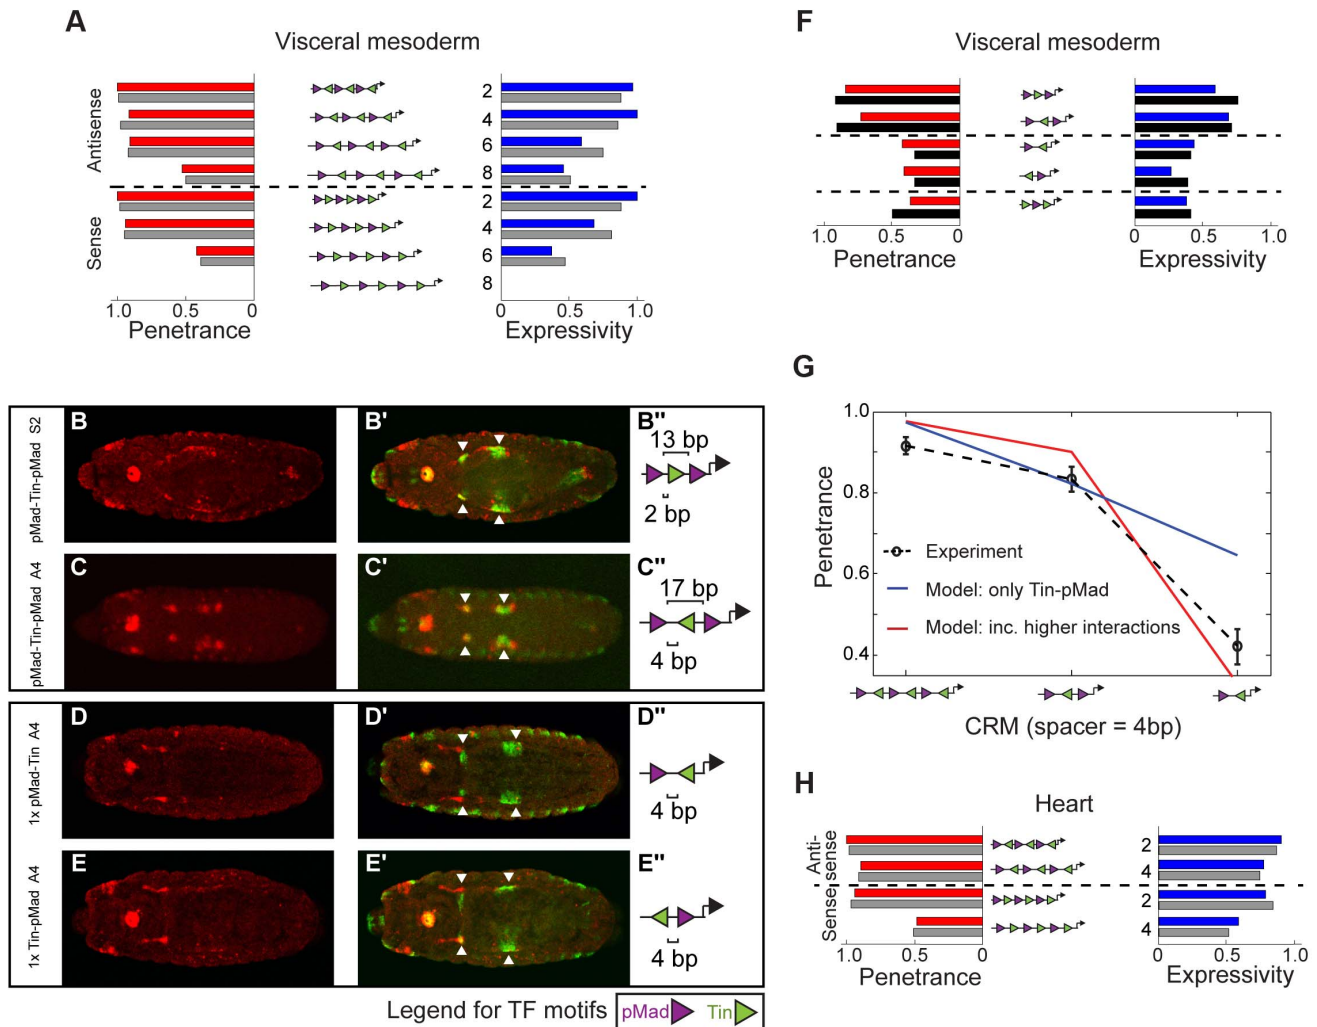 A
Visceral mesoderm
Antisense
Sense
2
4
6
8
2
4
6
8
1.0 0.5 0
Penetrance
0 0.5 1.0
Expressivity
F
Visceral mesoderm
1.0 0.5 0
Penetrance
0 0.5 1.0
Expressivity
pMad-Tin-pMad S2
B
B'
B"
13 bp
2 bp
pMad-Tin-pMad A4
C
C'
C"
17 bp
4 bp
1x pMad-Tin A4
D
D'
D"
4 bp
1x Tin-pMad A4
E
E'
E"
4 bp
Legend for TF motifs
pMad
Tin
G
Penetrance
1.0
0.8
0.6
0.4
Experiment
Model: only Tin-pMad
Model: inc. higher interactions
CRM (spacer = 4bp)
H
Heart
Anti-
sense
Sense
2
4
2
4
1.0 0.5 0
Penetrance
0 0.5 1.0
Expressivity